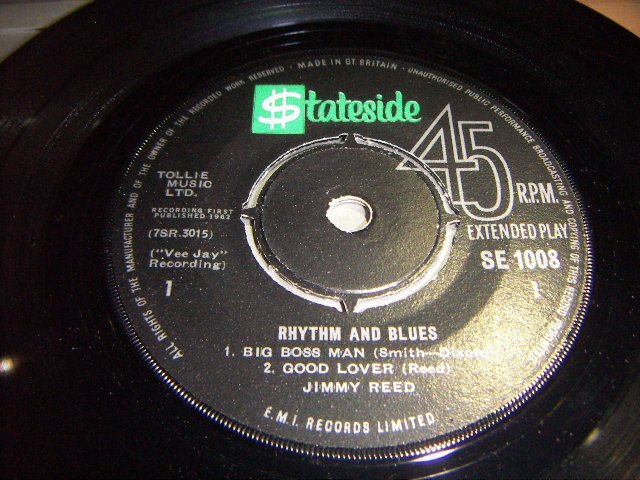 ALL RIGHTS OF THE MANUFACTURER AND OF THE OWNER OF THE RECORDED WORK RESERVED • MADE IN GT. BRITAIN • UNAUTHORISED PUBLIC PERFORMANCE BROADCASTING AND COPYING OF THIS RECORD
$tateside
45
R.P.M.
EXTENDED PLAY
SE 1008
1
TOLLIE
MUSIC
LTD.
RECORDING FIRST
PUBLISHED 1962
(7SR.3015)
("Vee Jay"
Recording)
1
RHYTHM AND BLUES
1. BIG BOSS MAN (Smith—Dixon)
2. GOOD LOVER (Reed)
JIMMY REED
E.M.I. RECORDS LIMITED